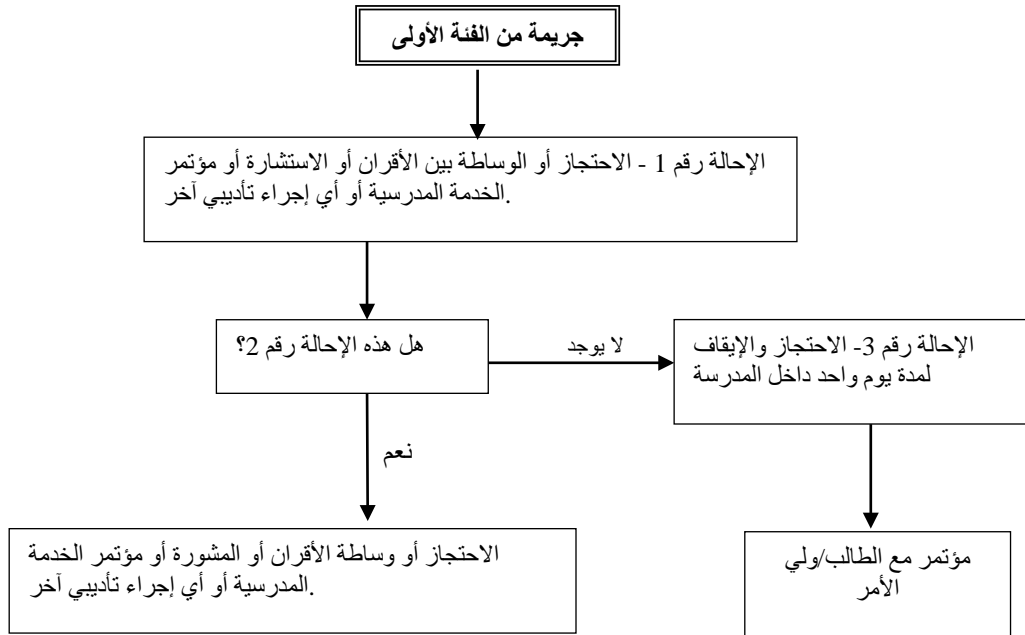 جريمة من الفئة الأولى
الإحالة رقم 1 - الاحتجاز أو الوساطة بين الأقران أو الاستشارة أو مؤتمر
الخدمة المدرسية أو أي إجراء تأديبي آخر.
هل هذه الإحالة رقم 2؟
لا يوجد
الإحالة رقم 3- الاحتجاز والإيقاف
لمدة يوم واحد داخل المدرسة
نعم
الاحتجاز أو وساطة الأقران أو المشورة أو مؤتمر الخدمة
المدرسية أو أي إجراء تأديبي آخر.
مؤتمر مع الطالب/ولي
الأمر